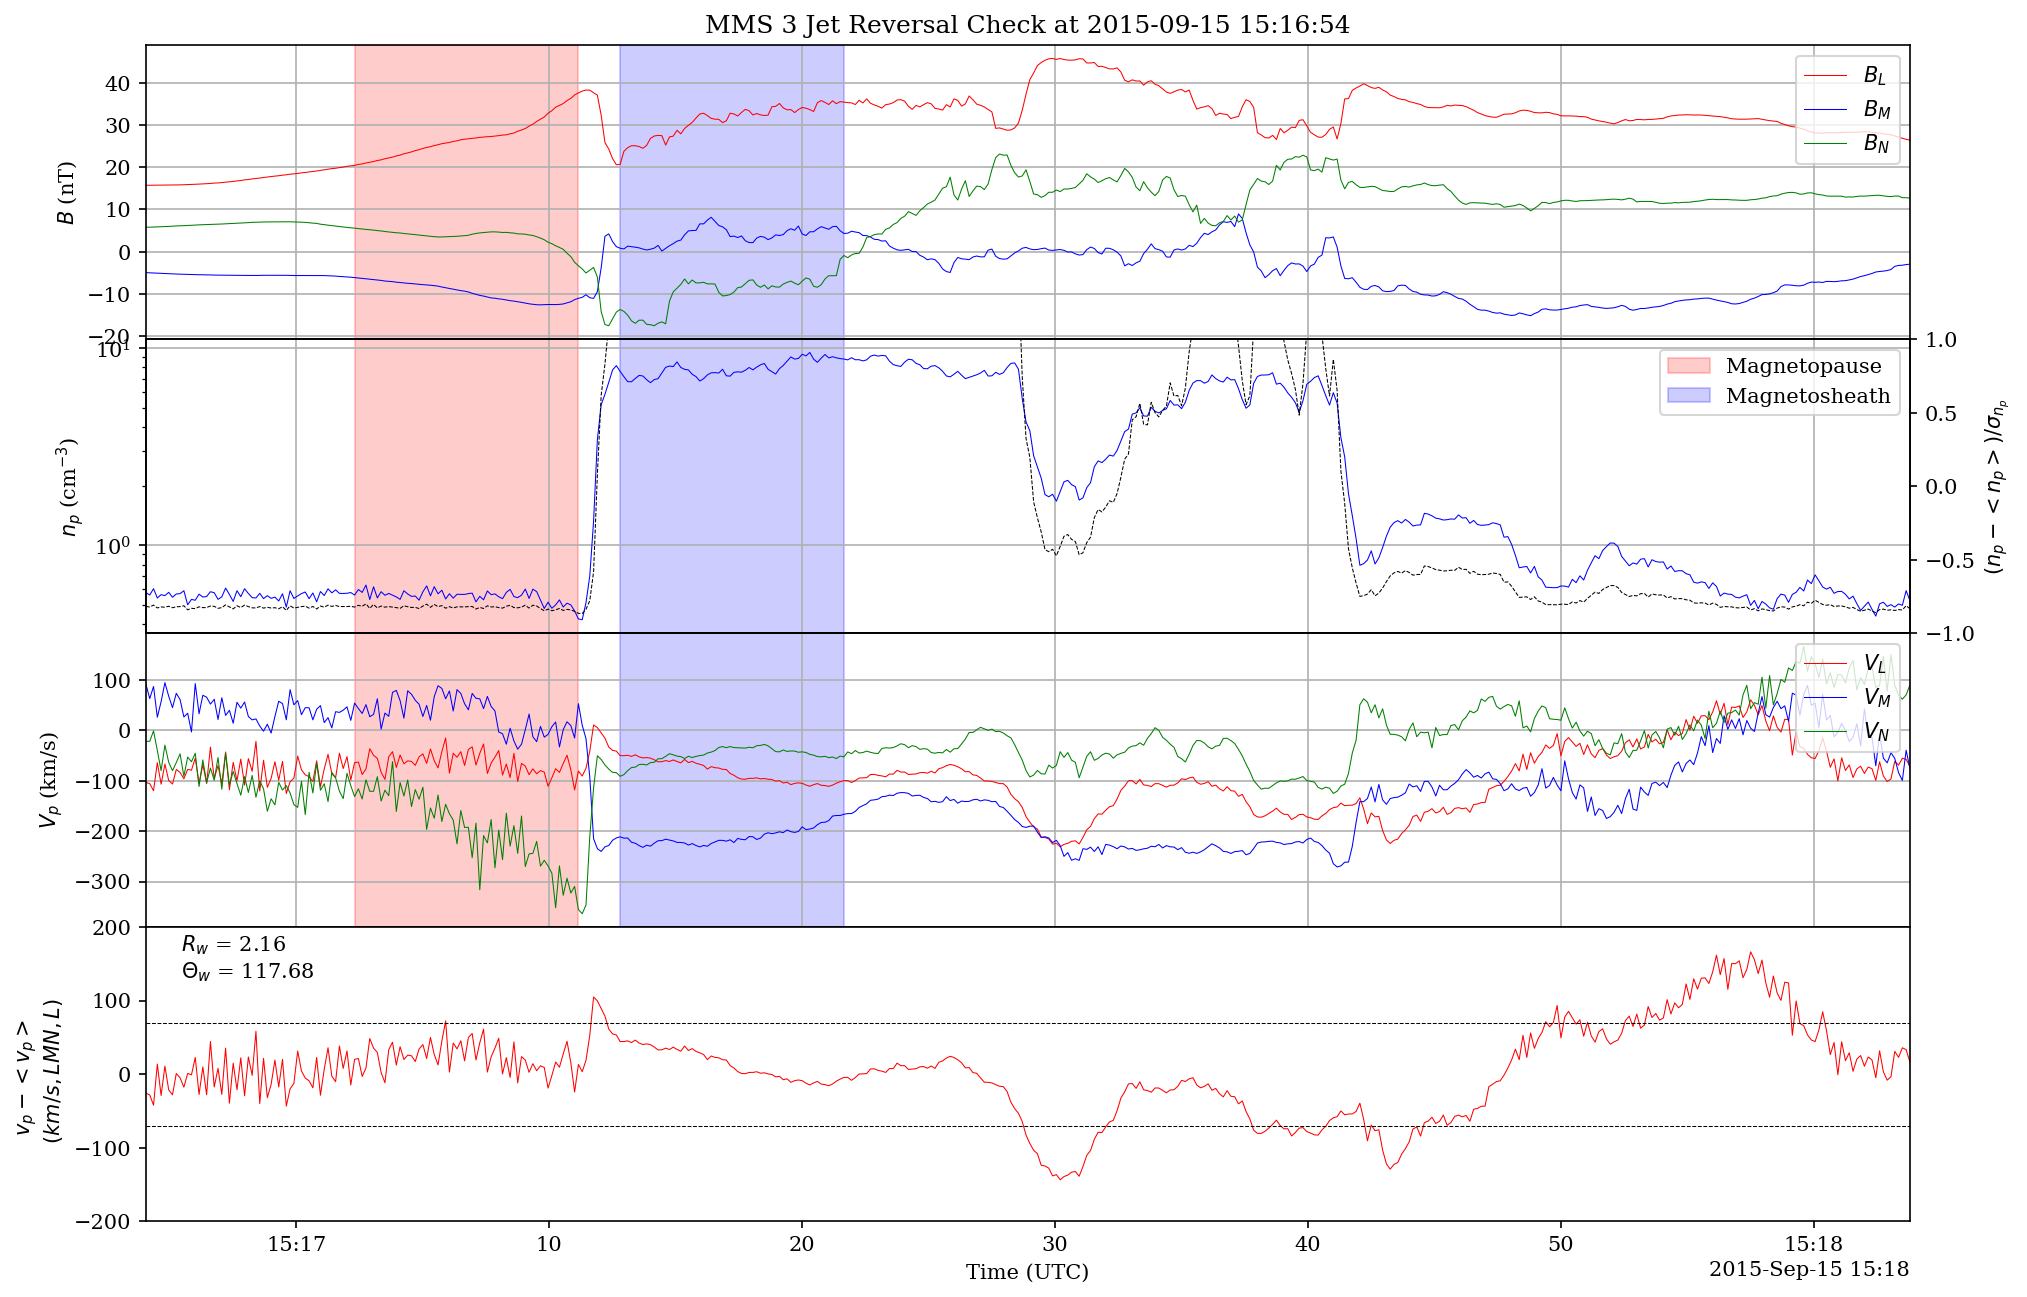 MMS 3 Jet Reversal Check at 2015-09-15 15:16:54
40
30
20
10
0
−10
−20
B (nT)
B_L
B_M
B_N
10^1
10^0
n_p (cm^{−3})
1.0
0.5
0.0
−0.5
−1.0
(n_p − < n_p >)/σ_{n_p}
Magnetopause
Magnetosheath
100
0
−100
−200
−300
V_p (km/s)
V_L
V_M
V_N
200
100
0
−100
−200
v_p − < v_p >
(km/s, LMN, L)
R_w = 2.16
Θ_w = 117.68
15:17
10
20
30
40
50
15:18
Time (UTC)
2015-Sep-15 15:18